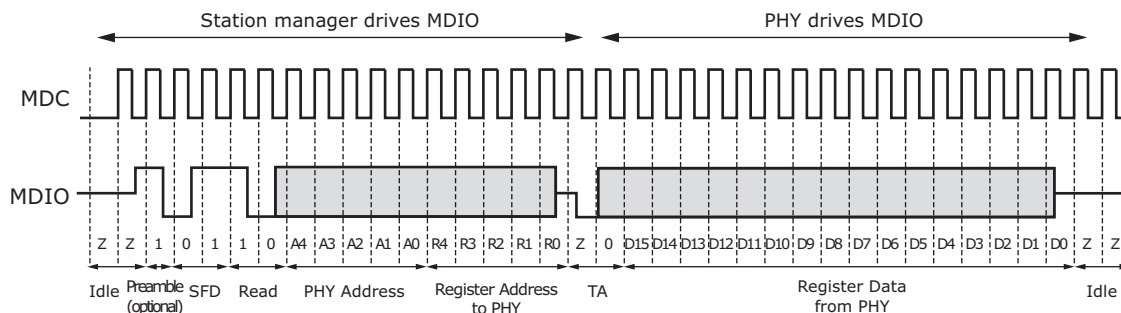 Station manager drives MDIO PHY drives MDIO
MDC
MDIO
Z Z 1 0 1 1 0 A4 A3 A2 A1 A0 R4 R3 R2 R1 R0 Z 0 D15 D14 D13 D12 D11 D10 D9 D8 D7 D6 D5 D4 D3 D2 D1 D0 Z Z
Idle Preamble SFD Read PHY Address Register Address TA Register Data Idle
(optional) to PHY from PHY